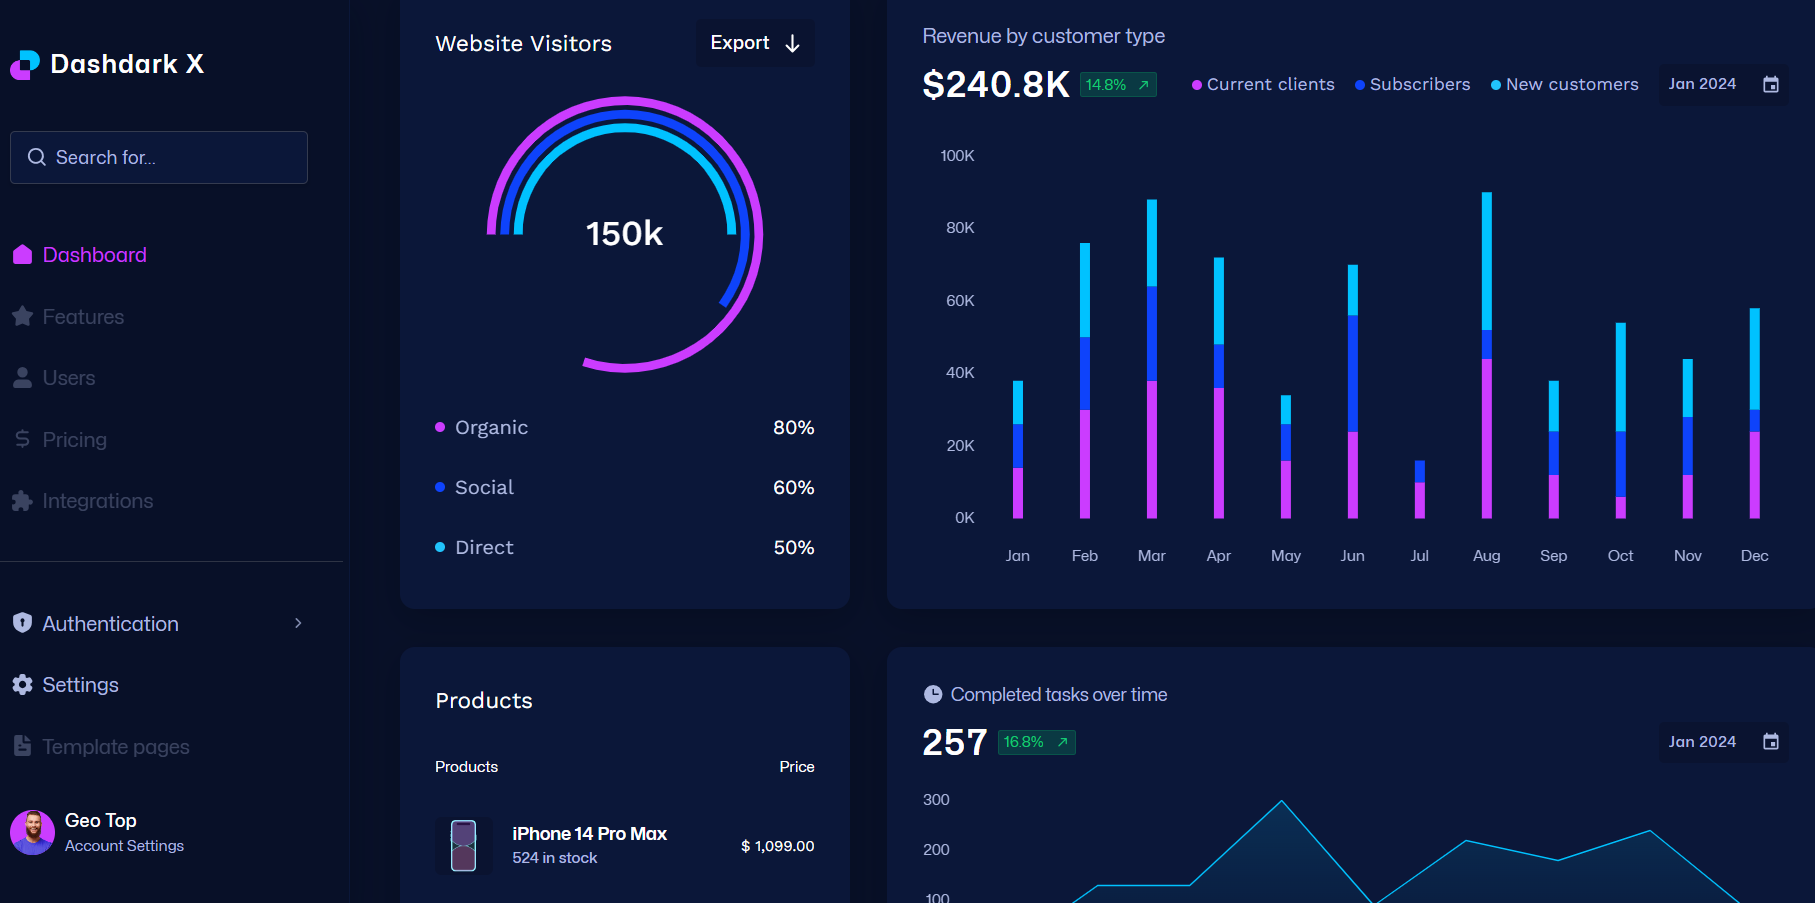 Dashdark X
Search for...
Dashboard
Features
Users
Pricing
Integrations
Authentication
Settings
Template pages
Geo Top
Account Settings
Website Visitors
Export
150k
Organic 80%
Social 60%
Direct 50%
Revenue by customer type
$240.8K 14.8% Current clients Subscribers New customers Jan 2024
100K
80K
60K
40K
20K
0K
Jan Feb Mar Apr May Jun Jul Aug Sep Oct Nov Dec
Products
Products Price
iPhone 14 Pro Max
524 in stock
$ 1,099.00
Completed tasks over time
257 16.8% Jan 2024
300
200
100